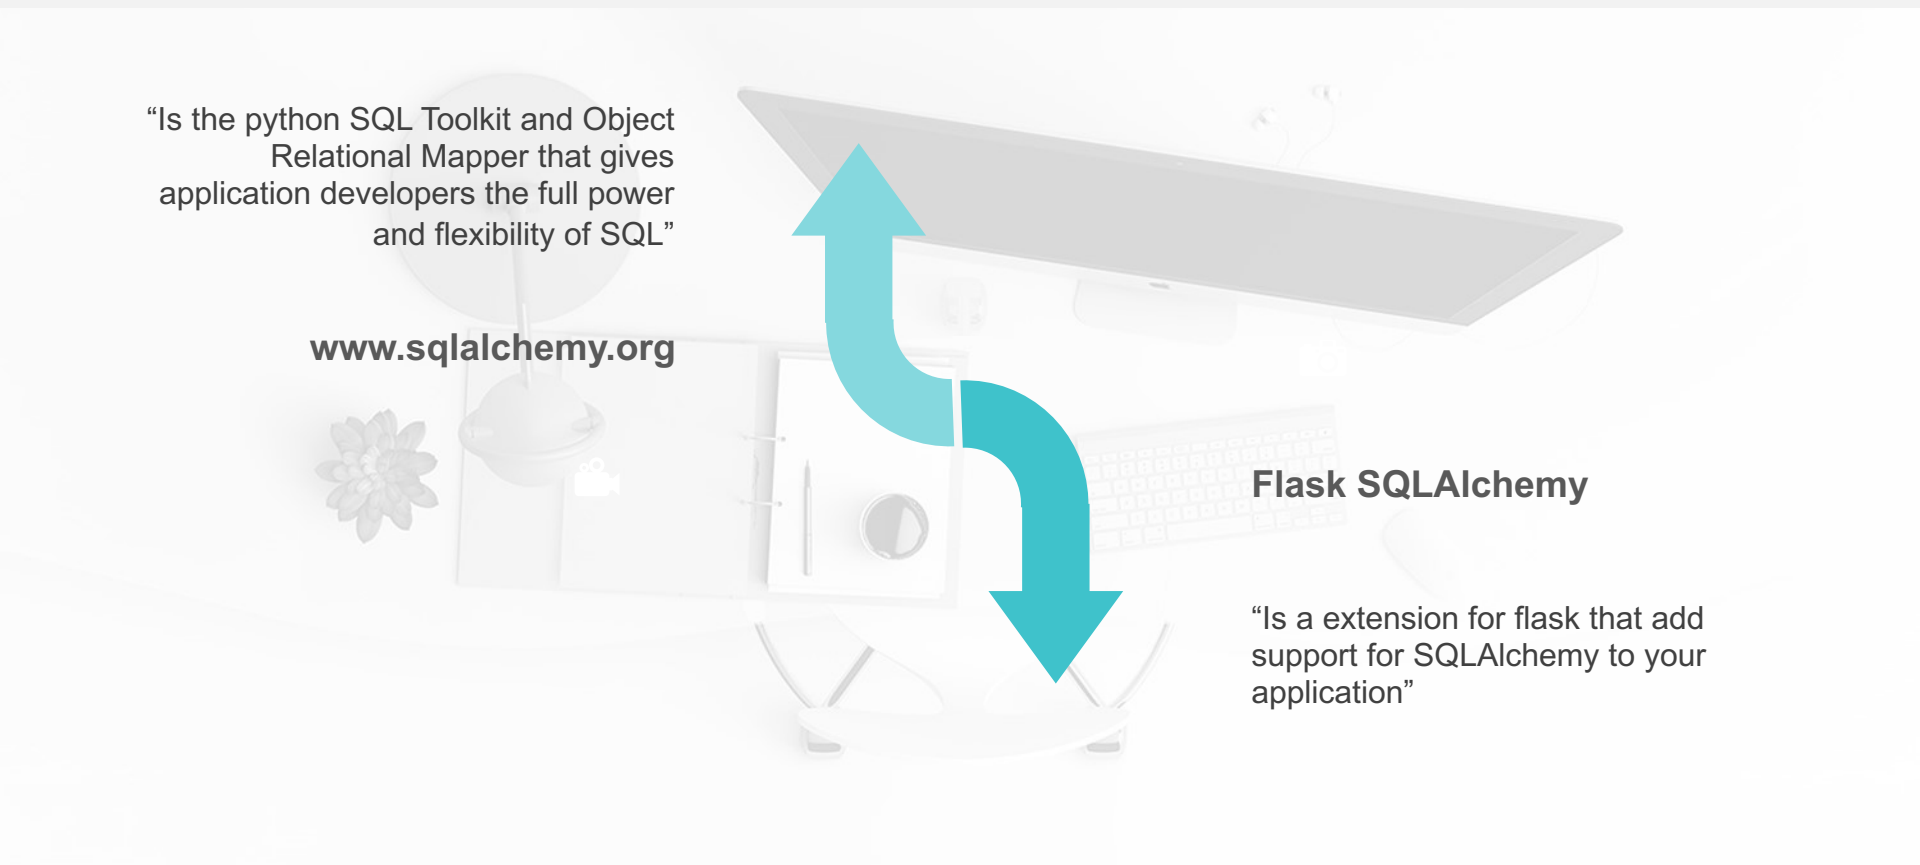 “Is the python SQL Toolkit and Object
Relational Mapper that gives
application developers the full power
and flexibility of SQL”
www.sqlalchemy.org
Flask SQLAlchemy
“Is a extension for flask that add
support for SQLAlchemy to your
application”